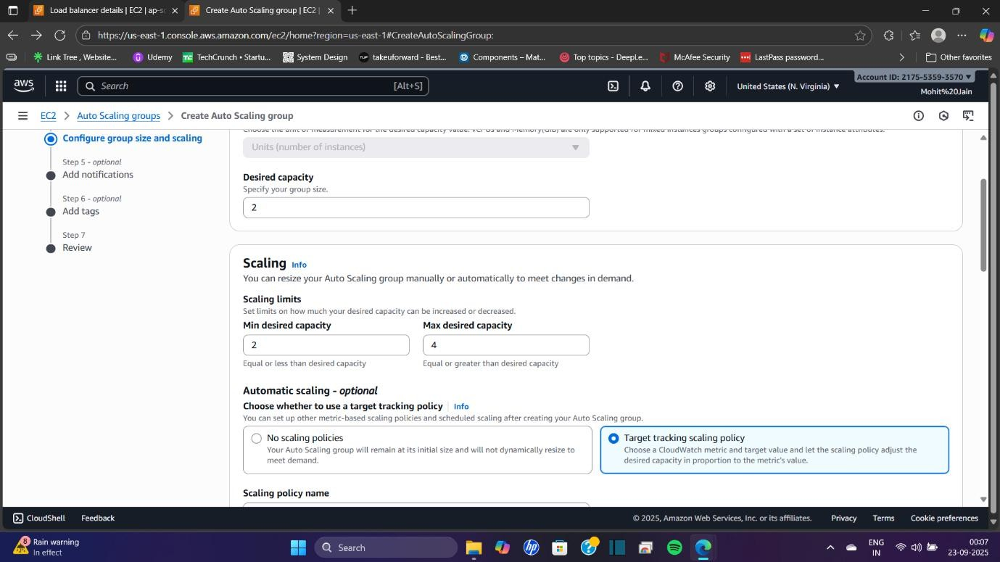 Load balancer details | EC2 | ap-sc
Create Auto Scaling group | EC2 |
https://us-east-1.console.aws.amazon.com/ec2/home?region=us-east-1#CreateAutoScalingGroup:
Link Tree , Website...
Udemy
TechCrunch • Startu...
System Design
takeuforward - Best...
Components – Mat...
Top topics - DeepLe...
McAfee Security
LastPass password...
Other favorites
aws
Search
[Alt+S]
United States (N. Virginia)
Account ID: 2175-5359-3570
Mohit%20Jain
EC2
Auto Scaling groups
Create Auto Scaling group
Configure group size and scaling
Step 5 - optional
Add notifications
Step 6 - optional
Add tags
Step 7
Review
Choose the unit of measurement for the desired capacity value. vCPUs and Memory(GiB) are only supported for mixed instances groups configured with a set of instance attributes.
Units (number of instances)
Desired capacity
Specify your group size.
2
Scaling Info
You can resize your Auto Scaling group manually or automatically to meet changes in demand.
Scaling limits
Set limits on how much your desired capacity can be increased or decreased.
Min desired capacity
Max desired capacity
2
4
Equal or less than desired capacity
Equal or greater than desired capacity
Automatic scaling - optional
Choose whether to use a target tracking policy | Info
You can set up other metric-based scaling policies and scheduled scaling after creating your Auto Scaling group.
No scaling policies
Your Auto Scaling group will remain at its initial size and will not dynamically resize to
meet demand.
Target tracking scaling policy
Choose a CloudWatch metric and target value and let the scaling policy adjust the
desired capacity in proportion to the metric's value.
Scaling policy name
CloudShell
Feedback
© 2025, Amazon Web Services, Inc. or its affiliates.
Privacy
Terms
Cookie preferences
8
Rain warning
In effect
Search
hp
ENG
IN
00:07
23-09-2025